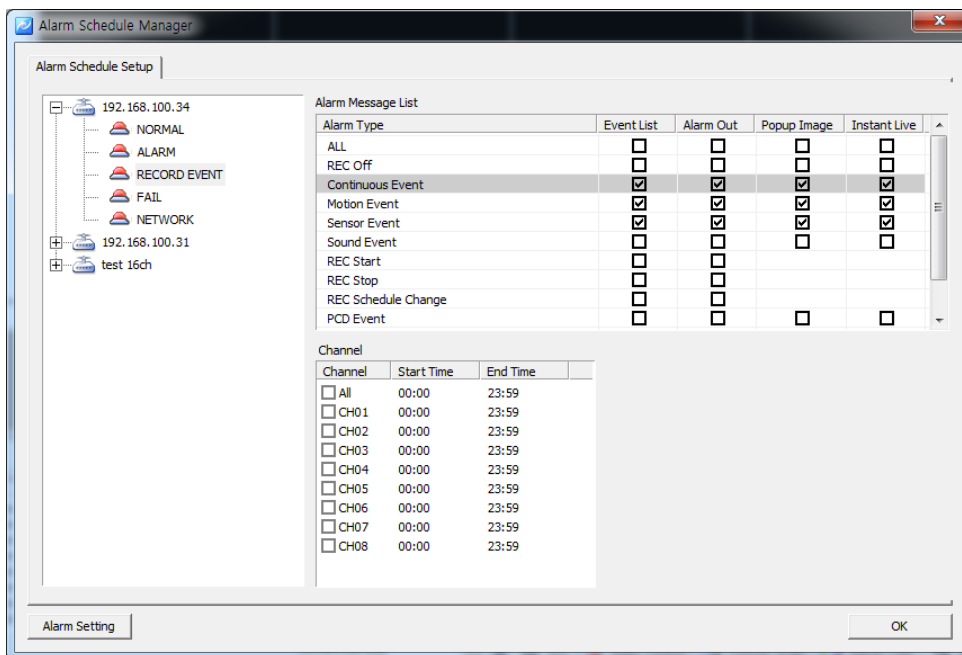 Alarm Schedule Manager
Alarm Schedule Setup
192.168.100.34
NORMAL
ALARM
RECORD EVENT
FAIL
NETWORK
192.168.100.31
test 16ch
Alarm Message List
Alarm Type Event List Alarm Out Popup Image Instant Live
ALL
REC Off
Continuous Event
Motion Event
Sensor Event
Sound Event
REC Start
REC Stop
REC Schedule Change
PCD Event
Channel
Channel Start Time End Time
All 00:00 23:59
CH01 00:00 23:59
CH02 00:00 23:59
CH03 00:00 23:59
CH04 00:00 23:59
CH05 00:00 23:59
CH06 00:00 23:59
CH07 00:00 23:59
CH08 00:00 23:59
Alarm Setting OK